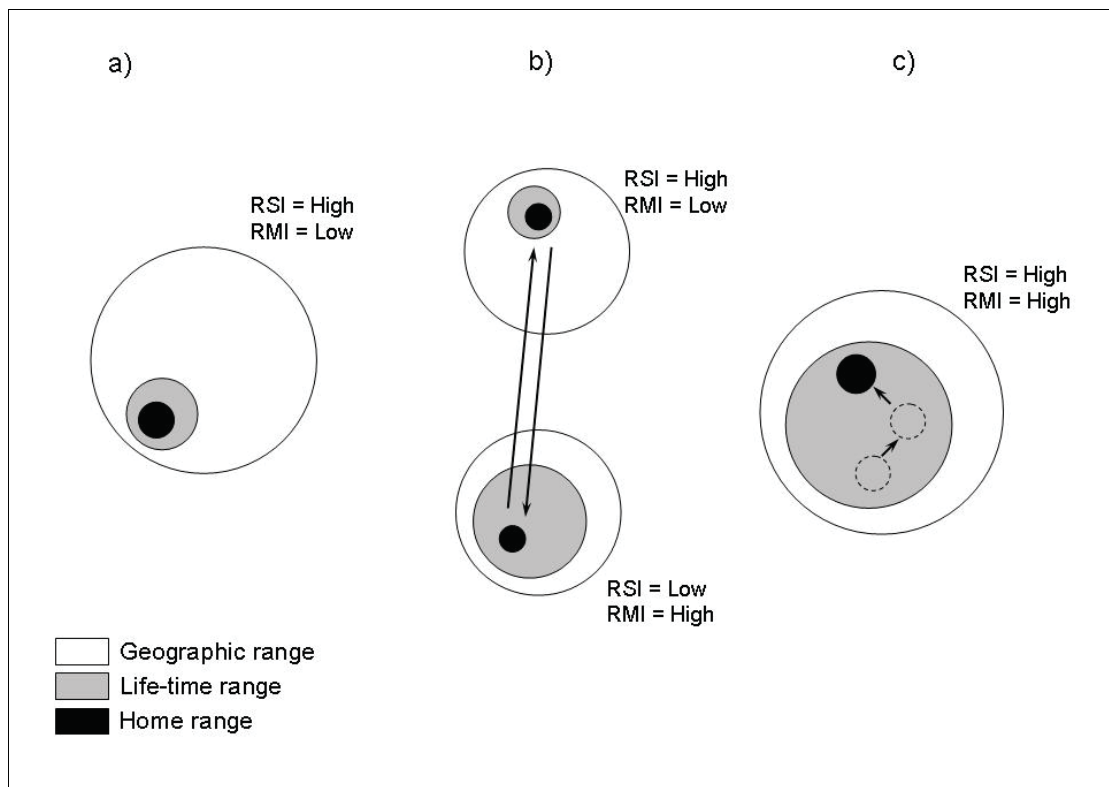 a)
b)
c)
RSI = High
RMI = Low
RSI = High
RMI = Low
RSI = High
RMI = High
RSI = Low
RMI = High
Geographic range
Life-time range
Home range